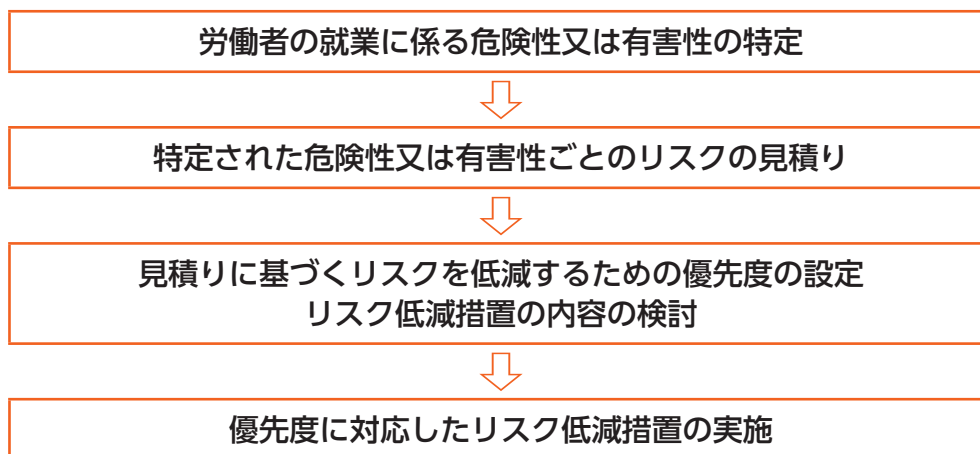 労働者の就業に係る危険性又は有害性の特定
特定された危険性又は有害性ごとのリスクの見積り
見積りに基づくリスクを低減するための優先度の設定
リスク低減措置の内容の検討
優先度に対応したリスク低減措置の実施